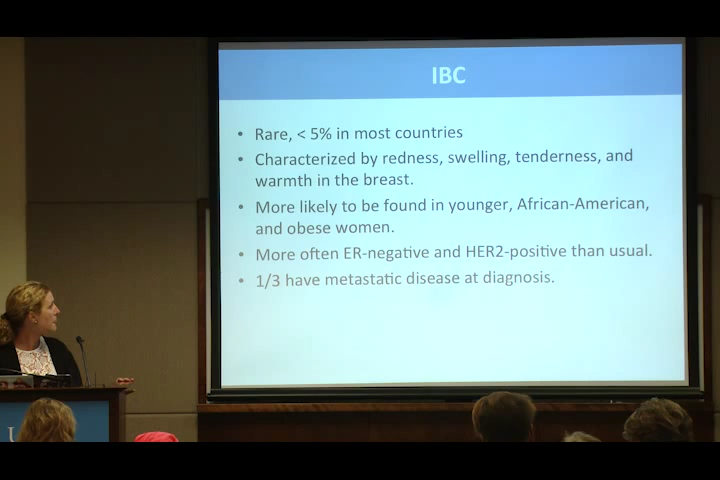 IBC
• Rare, < 5% in most countries
• Characterized by redness, swelling, tenderness, and
warmth in the breast.
• More likely to be found in younger, African-American,
and obese women.
• More often ER-negative and HER2-positive than usual.
• 1/3 have metastatic disease at diagnosis.
U